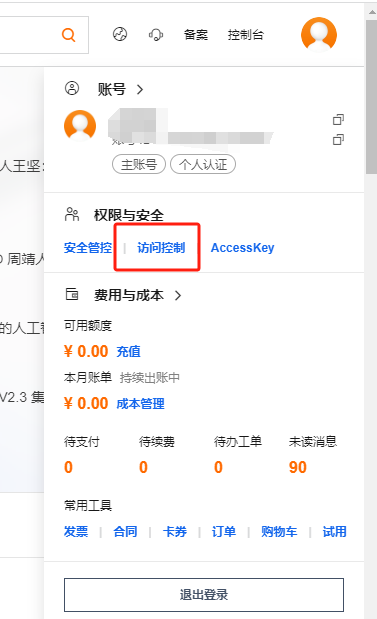 备案 控制台
账号
人王坚:
主账号 个人认证
权限与安全
安全管控 | 访问控制 AccessKey
周靖人
费用与成本
可用额度
¥ 0.00 充值
的人工智
本月账单 持续出账中
V2.3 集
¥ 0.00 成本管理
待支付 待续费 待办工单 未读消息
0 0 0 90
常用工具
发票 | 合同 | 卡券 | 订单 | 购物车 | 试用
退出登录